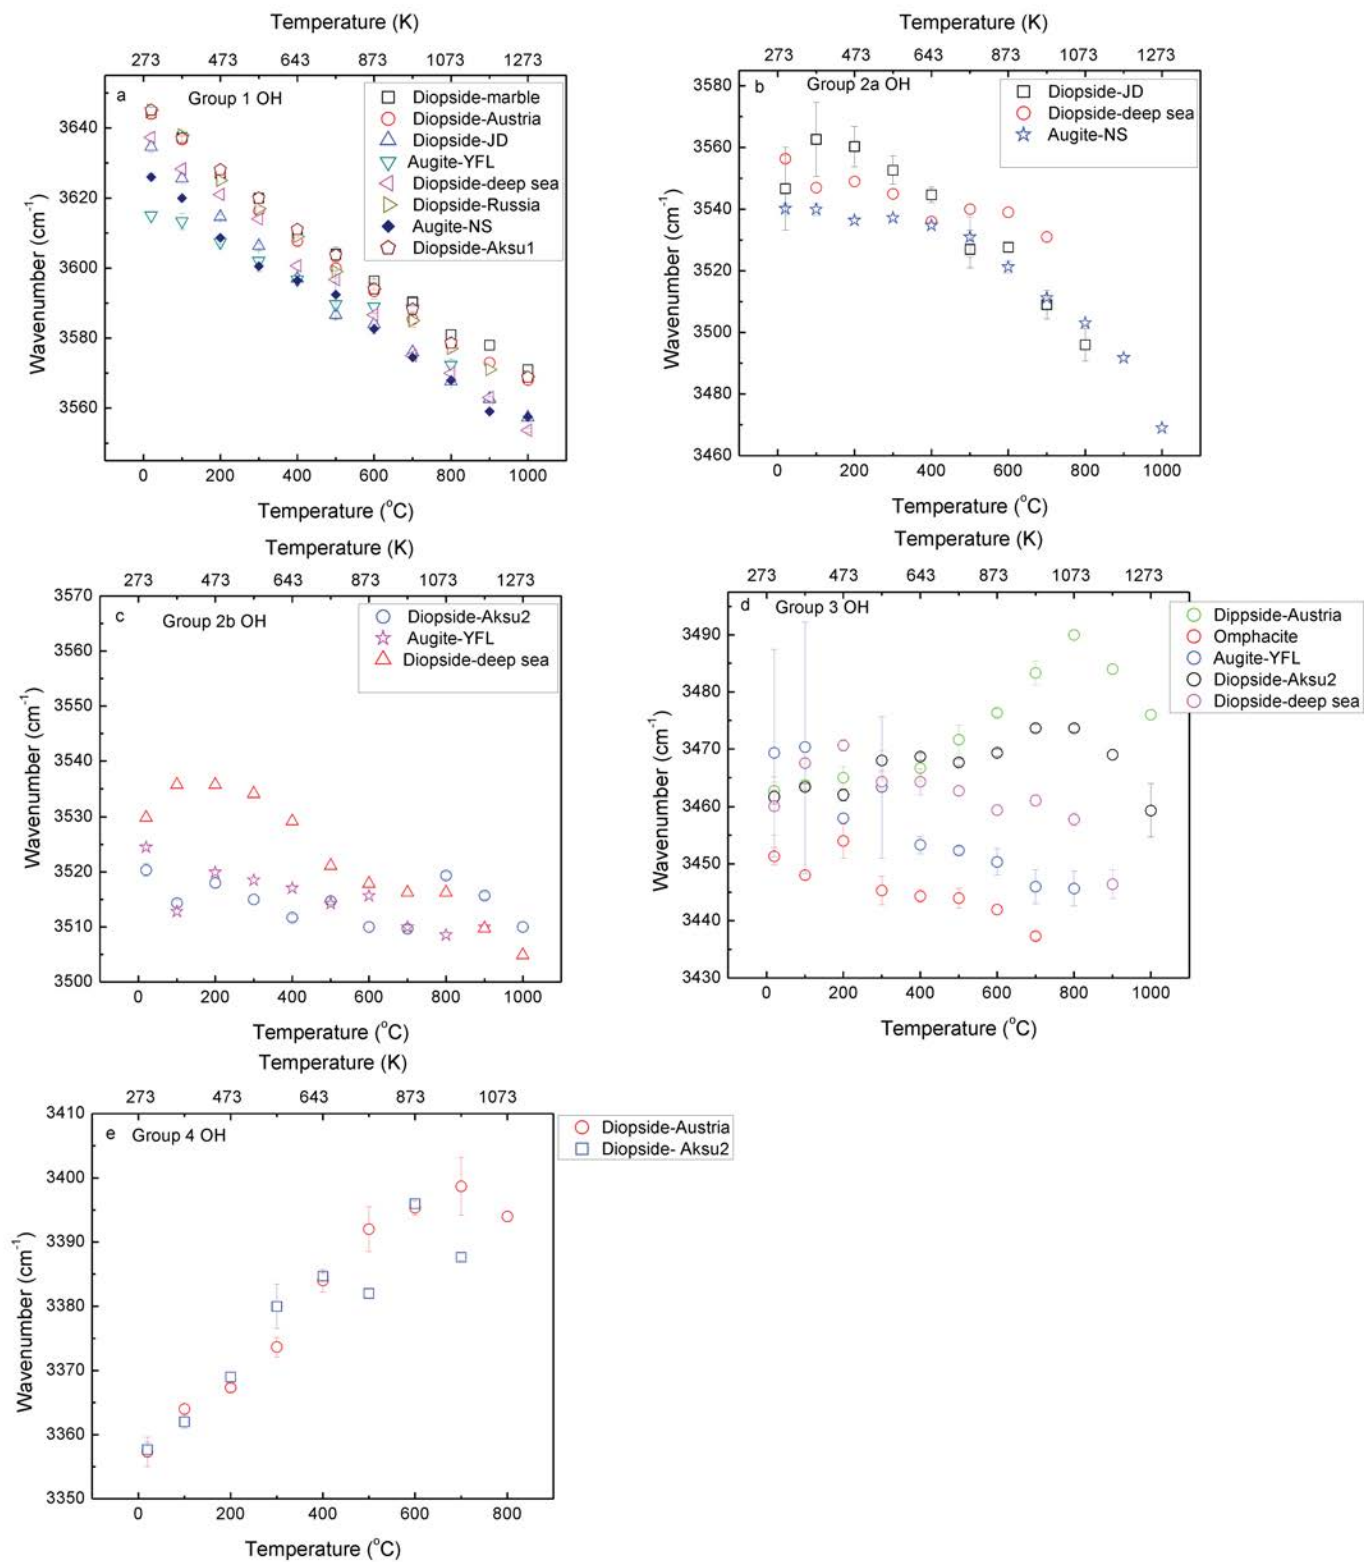 Temperature (K)
273 473 643 873 1073 1273
a Group 1 OH
Diopside-marble
Diopside-Austria
Diopside-JD
Augite-YFL
Diopside-deep sea
Diopside-Russia
Augite-NS
Diopside-Aksu1
3640
3620
3600
3580
3560
Wavenumber (cm-1)
0 200 400 600 800 1000
Temperature (oC)
Temperature (K)
273 473 643 873 1073 1273
b Group 2a OH
Diopside-JD
Diopside-deep sea
Augite-NS
3580
3560
3540
3520
3500
3480
3460
Wavenumber (cm-1)
0 200 400 600 800 1000
Temperature (oC)
Temperature (K)
273 473 643 873 1073 1273
c Group 2b OH
Diopside-Aksu2
Augite-YFL
Diopside-deep sea
3570
3560
3550
3540
3530
3520
3510
3500
Wavenumber (cm-1)
0 200 400 600 800 1000
Temperature (oC)
Temperature (K)
273 473 643 873 1073 1273
d Group 3 OH
Dippside-Austria
Omphacite
Augite-YFL
Diopside-Aksu2
Diopside-deep sea
3490
3480
3470
3460
3450
3440
3430
Wavenumber (cm-1)
0 200 400 600 800 1000
Temperature (oC)
Temperature (K)
273 473 643 873 1073
e Group 4 OH
Diopside-Austria
Diopside- Aksu2
3410
3400
3390
3380
3370
3360
3350
Wavenumber (cm-1)
0 200 400 600 800
Temperature (oC)